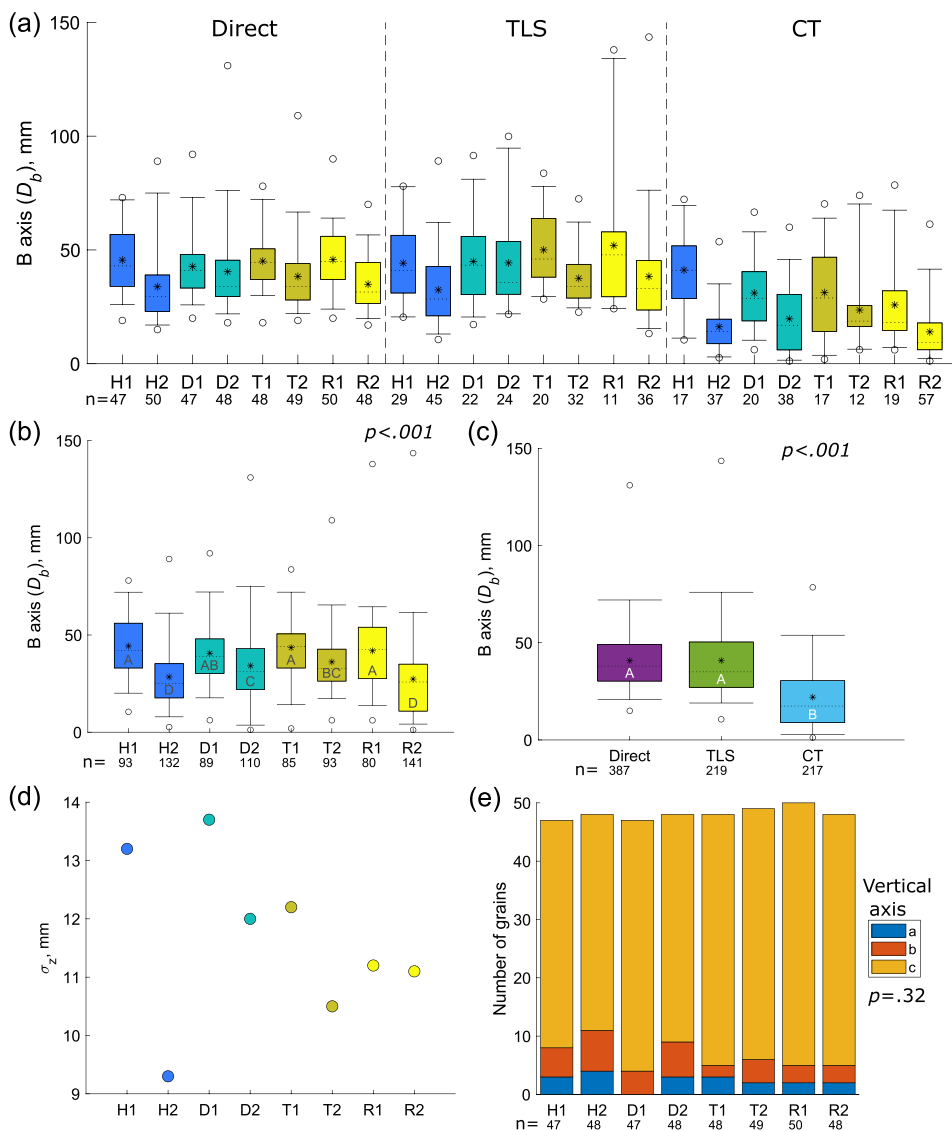 (a)
Direct TLS CT
150
100
50
0
B axis (D_b), mm
H1 H2 D1 D2 T1 T2 R1 R2 H1 H2 D1 D2 T1 T2 R1 R2 H1 H2 D1 D2 T1 T2 R1 R2
n= 47 50 47 48 48 49 50 48 29 45 22 24 20 32 11 36 17 37 20 38 17 12 19 57
(b)
p<.001
150
100
50
0
B axis (D_b), mm
A D AB C A BC A D
H1 H2 D1 D2 T1 T2 R1 R2
n= 93 132 89 110 85 93 80 141
(c)
p<.001
150
100
50
0
B axis (D_b), mm
A A B
Direct TLS CT
n= 387 219 217
(d)
14
13
12
11
10
9
σ_z, mm
H1 H2 D1 D2 T1 T2 R1 R2
(e)
50
40
30
20
10
0
Number of grains
H1 H2 D1 D2 T1 T2 R1 R2
n= 47 48 47 48 48 49 50 48
Vertical
axis
a
b
c
p=.32